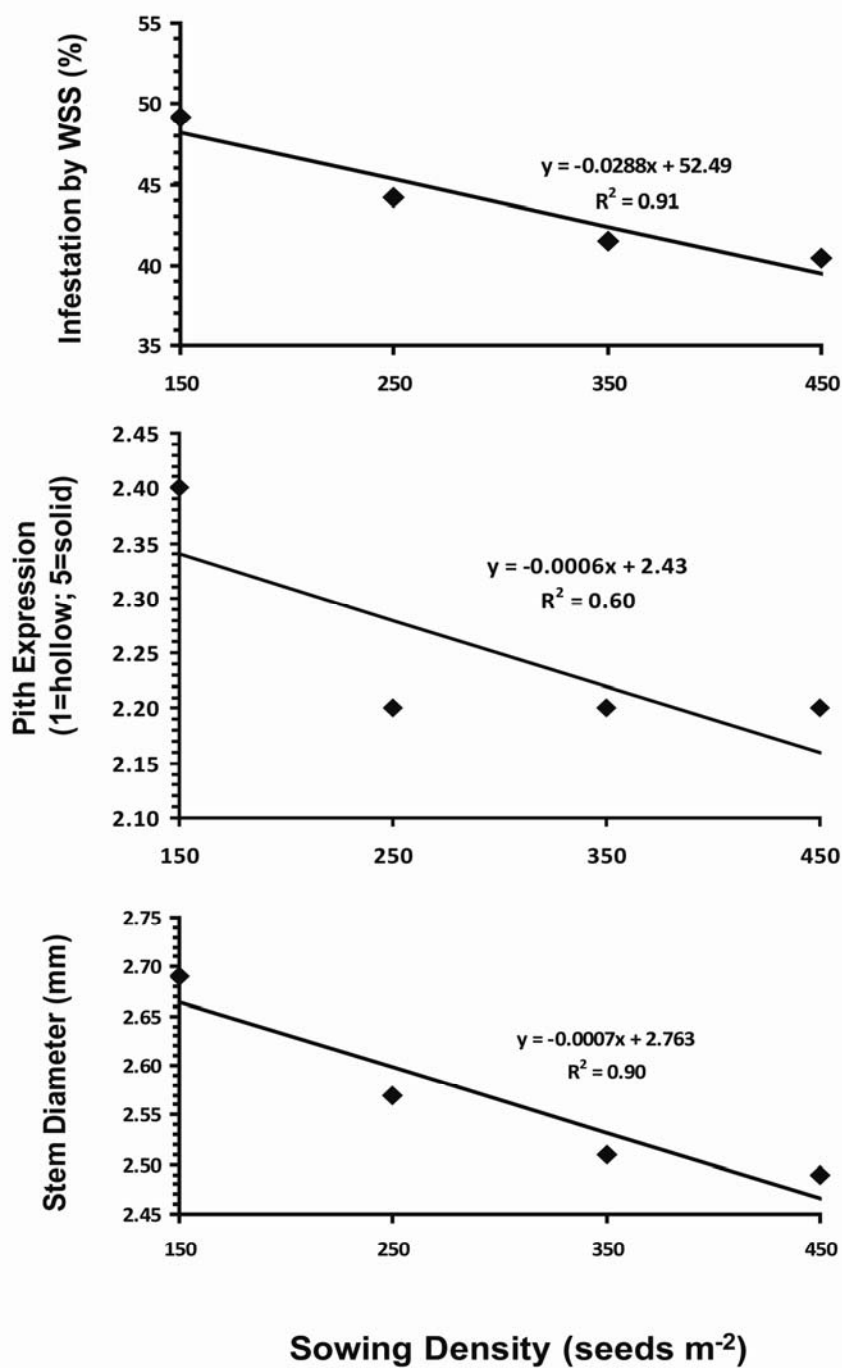 Infestation by WSS (%)
55
50
45
40
35
y = -0.0288x + 52.49
R² = 0.91
150 250 350 450
Pith Expression
(1=hollow; 5=solid)
2.45
2.40
2.35
2.30
2.25
2.20
2.15
2.10
y = -0.0006x + 2.43
R² = 0.60
150 250 350 450
Stem Diameter (mm)
2.75
2.70
2.65
2.60
2.55
2.50
2.45
y = -0.0007x + 2.763
R² = 0.90
150 250 350 450
Sowing Density (seeds m⁻²)